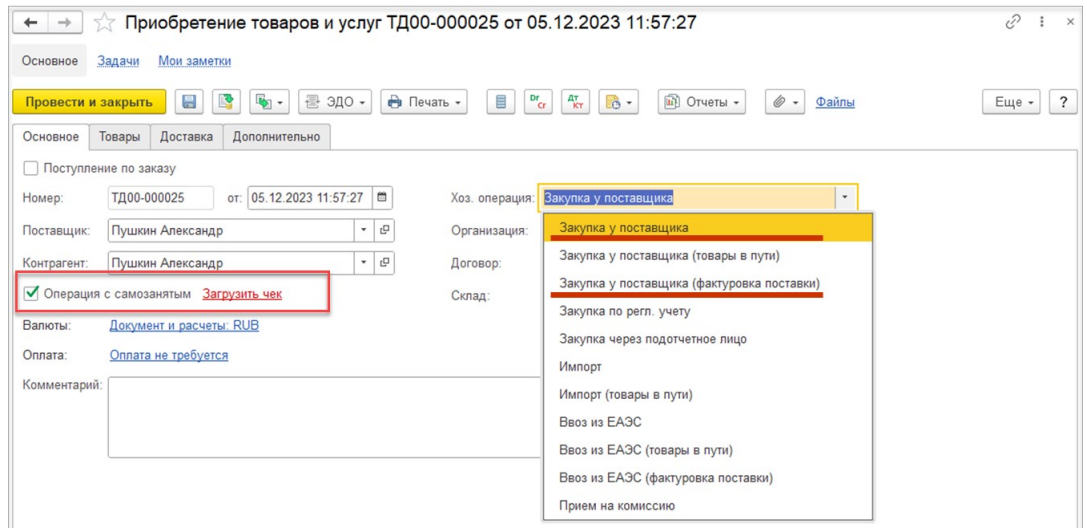 Приобретение товаров и услуг ТД00-000025 от 05.12.2023 11:57:27
Основное Задачи Мои заметки
Провести и закрыть ЭДО Печать Dr Cr Дт Кт Отчеты Файлы Еще ?
Основное Товары Доставка Дополнительно
Поступление по заказу
Номер: ТД00-000025 от: 05.12.2023 11:57:27 Хоз. операция: Закупка у поставщика
Поставщик: Пушкин Александр Организация: Закупка у поставщика
Контрагент: Пушкин Александр Договор: Закупка у поставщика (товары в пути)
Операция с самозанятым Загрузить чек Склад: Закупка у поставщика (фактуровка поставки)
Валюты: Документ и расчеты: RUB Закупка по регл. учету
Оплата: Оплата не требуется Закупка через подотчетное лицо
Импорт
Комментарий: Импорт (товары в пути)
Ввоз из ЕАЭС
Ввоз из ЕАЭС (товары в пути)
Ввоз из ЕАЭС (фактуровка поставки)
Прием на комиссию